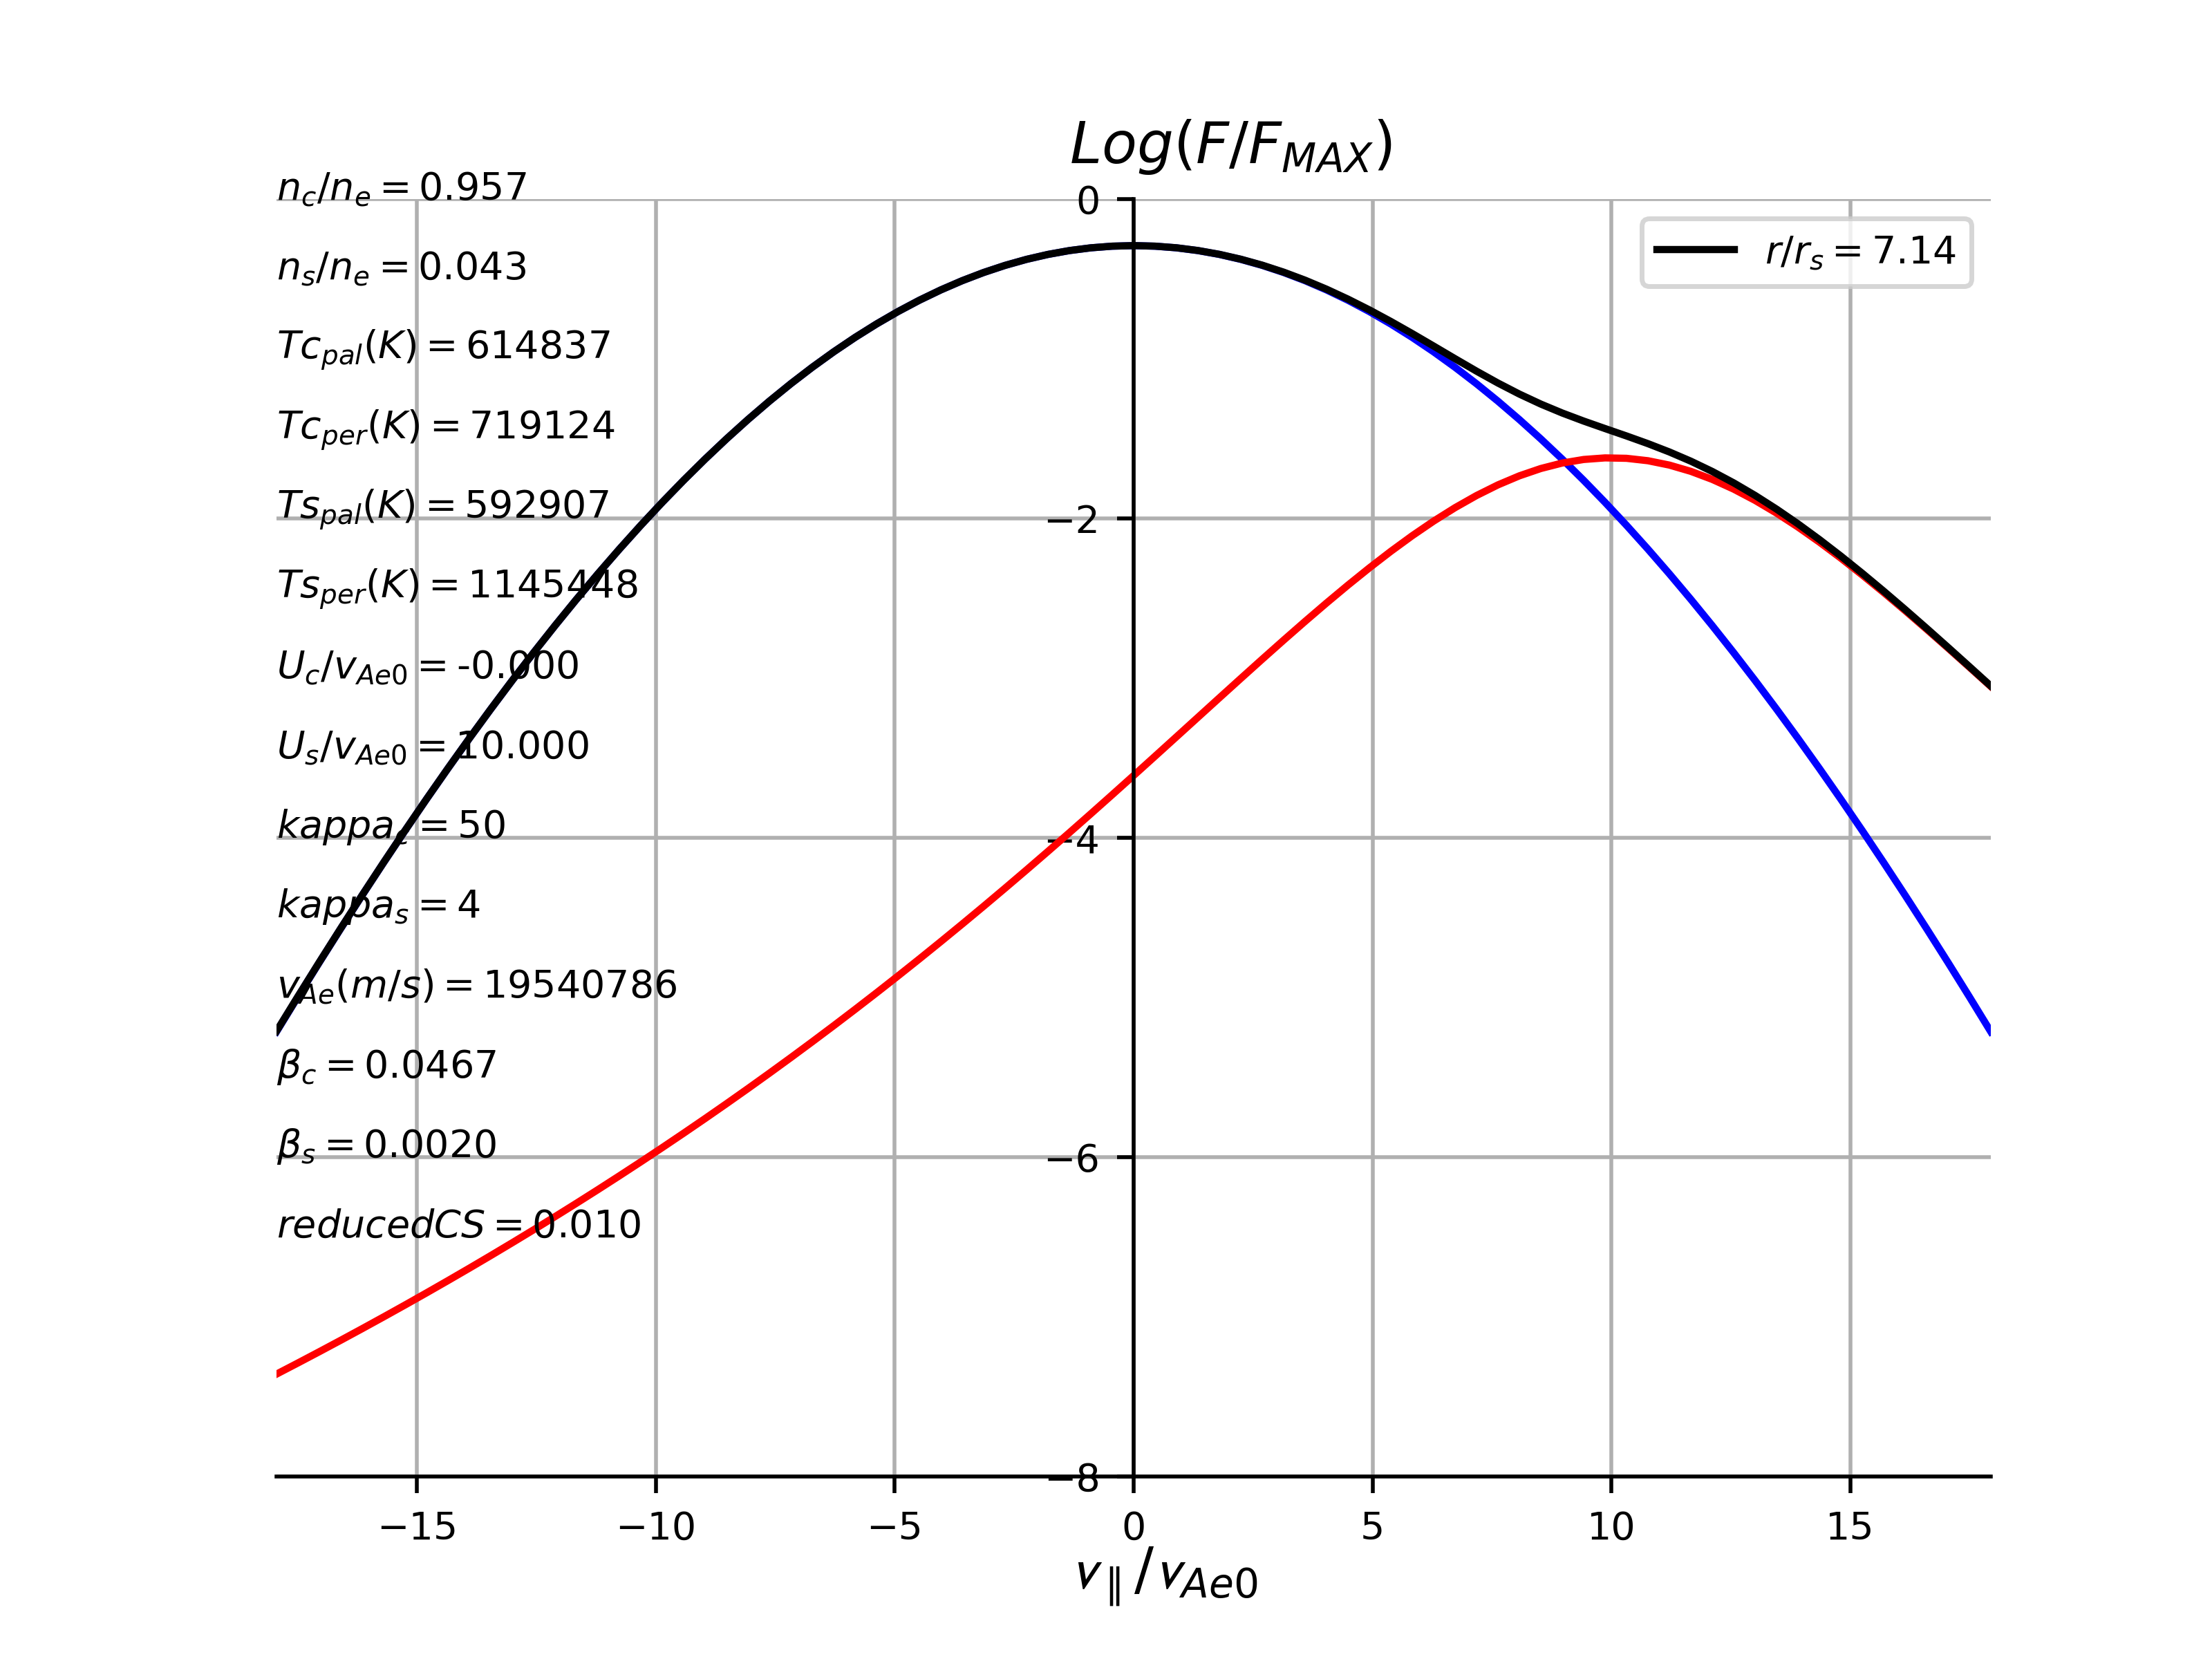 Log(F/F_MAX)
n_c/n_e = 0.957
0
n_s/n_e = 0.043
r/r_s = 7.14
Tc_pal(K) = 614837
Tc_per(K) = 719124
Ts_pal(K) = 592907
−2
Ts_per(K) = 1145448
U_c/v_Ae0 = -0.000
U_s/v_Ae0 = 10.000
kappa_c = 50
−4
kappa_s = 4
v_Ae(m/s) = 19540786
β_c = 0.0467
β_s = 0.0020
−6
reducedCS = 0.010
−8
−15 −10 −5 0 5 10 15
v_∥/v_Ae0